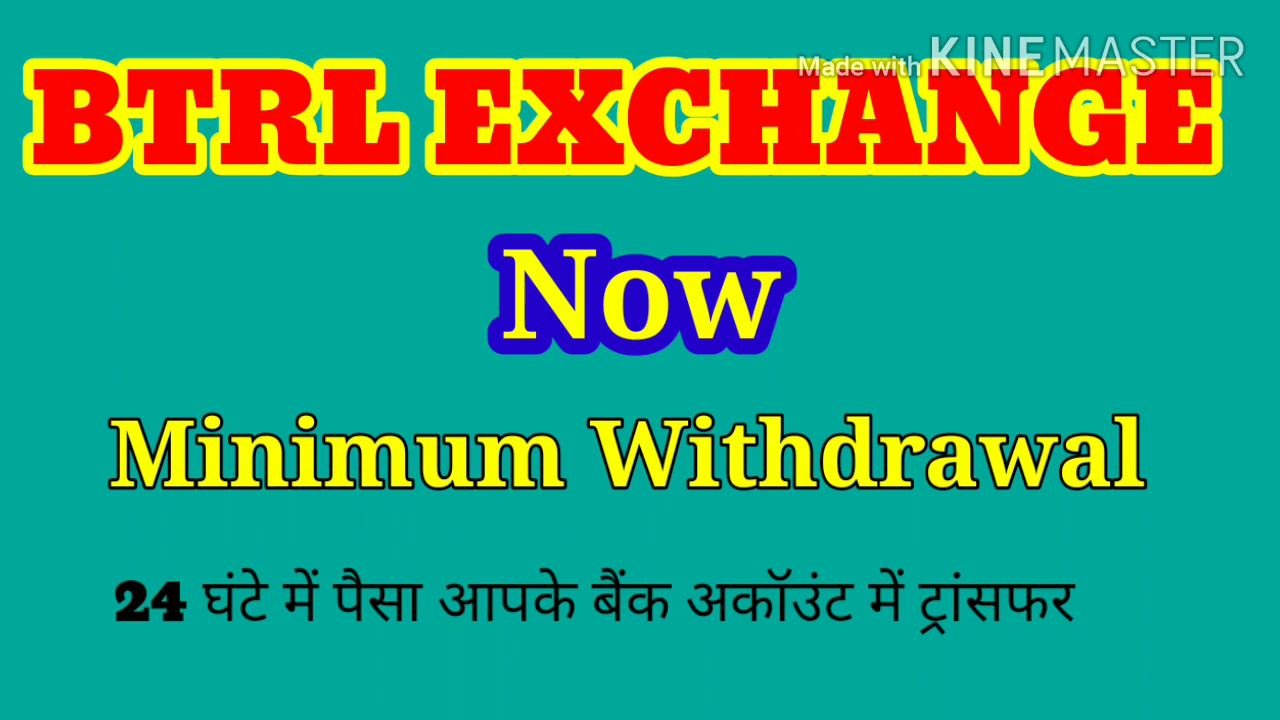 Made with KINEMASTER
BTRL EXCHANGE
Now
Minimum Withdrawal
24 घंटे में पैसा आपके बैंक अकॉउंट में ट्रांसफर